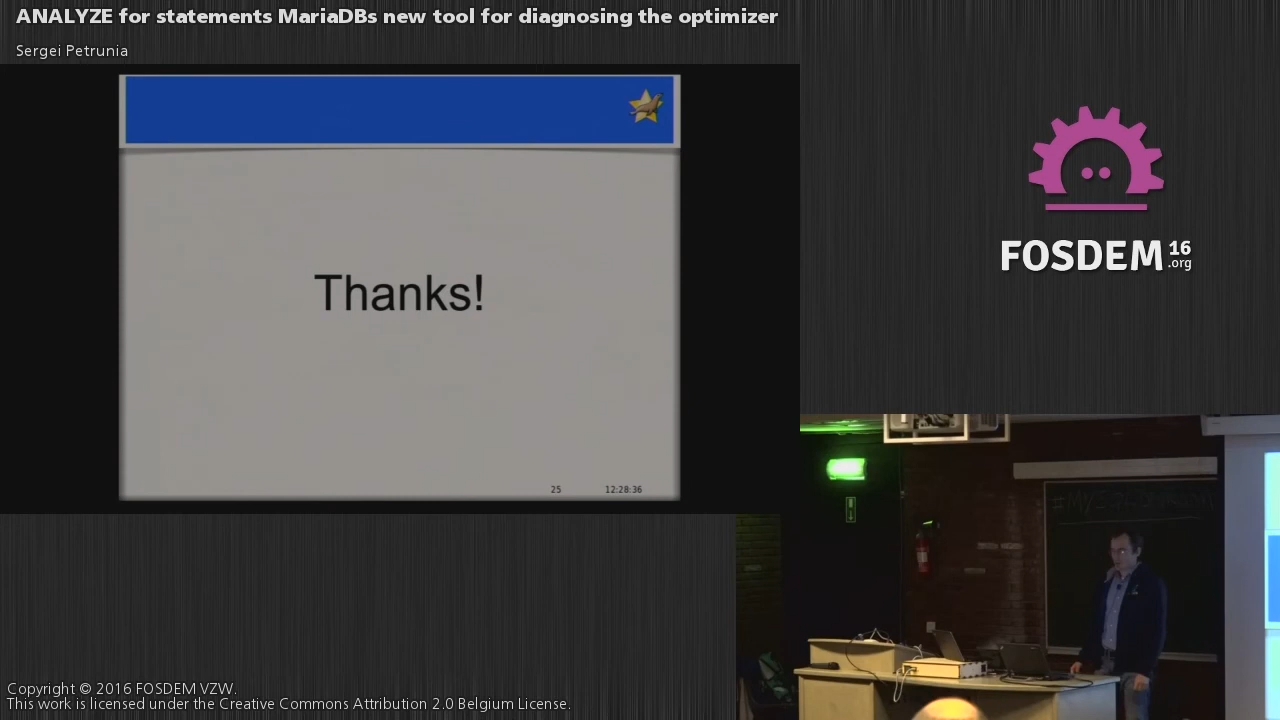 ANALYZE for statements MariaDBs new tool for diagnosing the optimizer
Sergei Petrunia
Thanks!
25 12:28:36
FOSDEM 16 .org
Copyright © 2016 FOSDEM VZW.
This work is licensed under the Creative Commons Attribution 2.0 Belgium License.